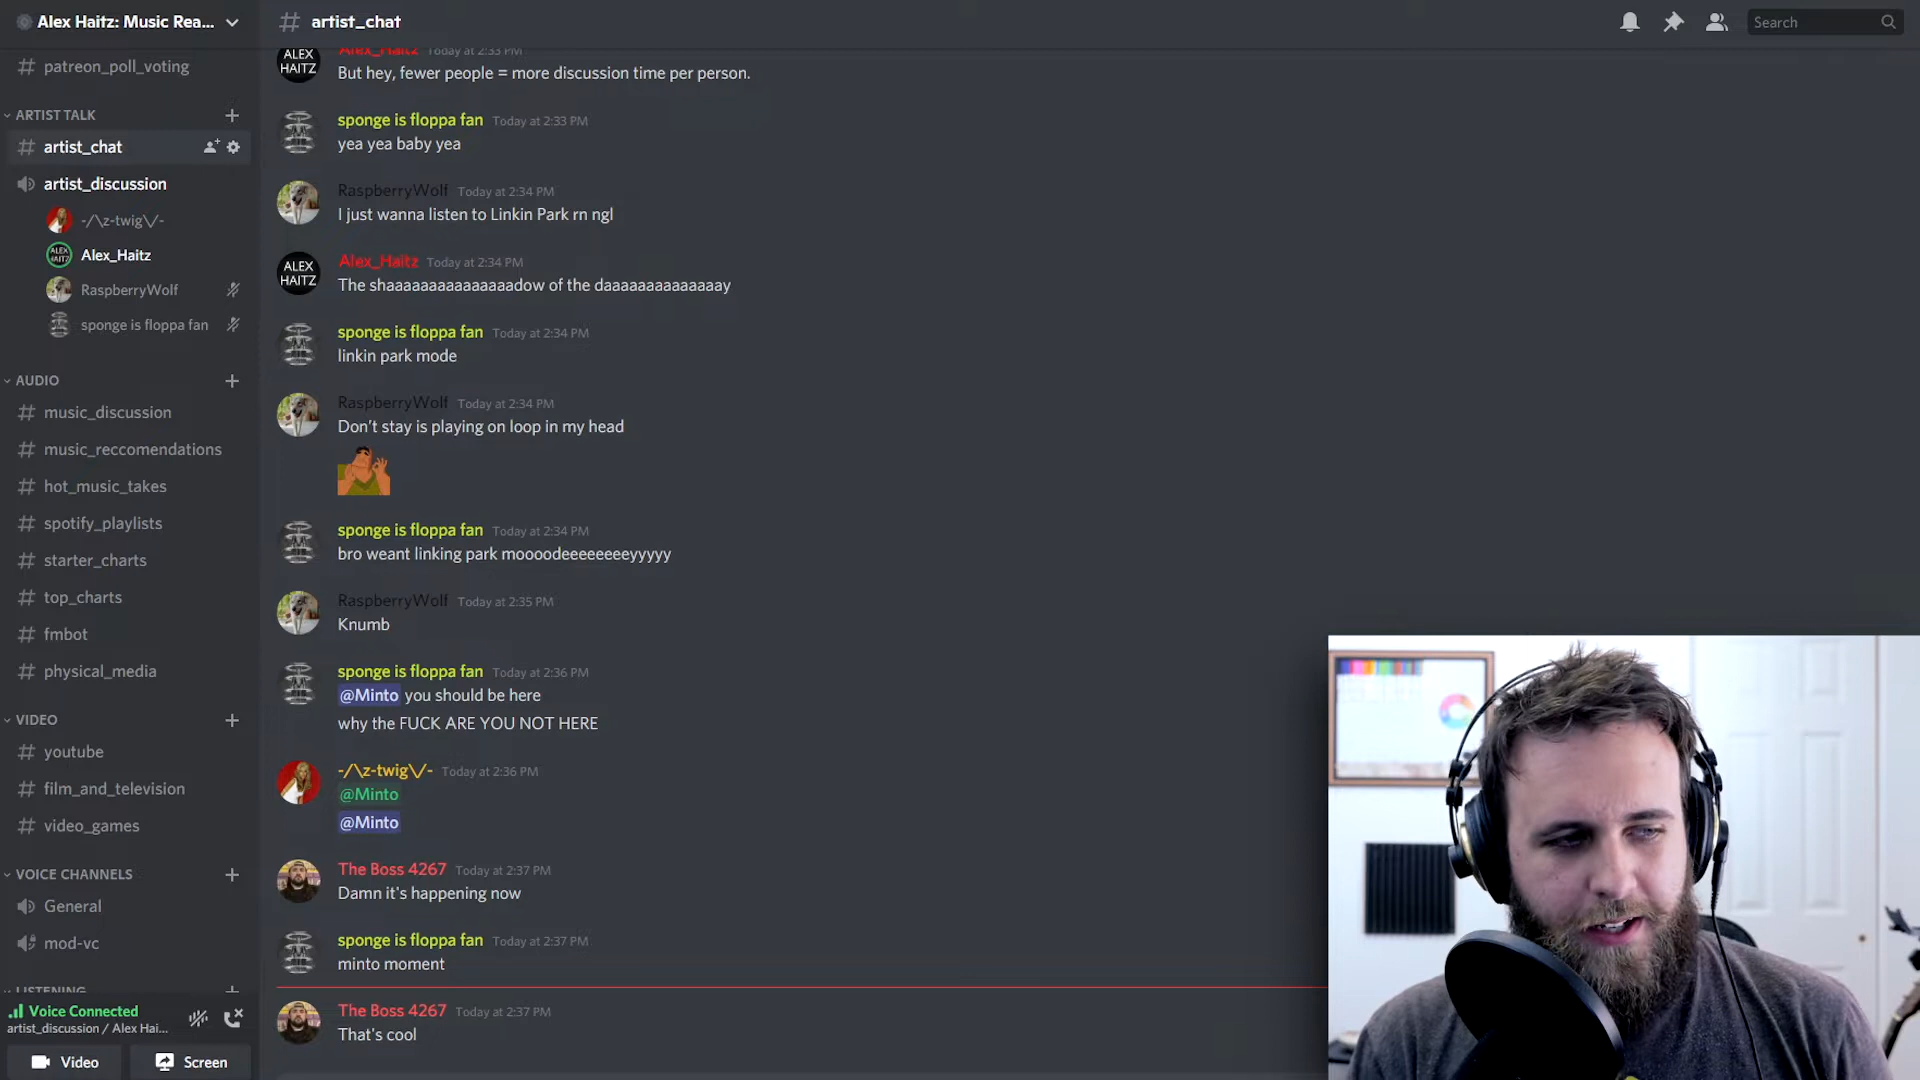 Alex Haitz: Music Rea...
patreon_poll_voting
ARTIST TALK
artist_chat
artist_discussion
-/\z-twig\/-
Alex_Haitz
RaspberryWolf
sponge is floppa fan
AUDIO
music_discussion
music_reccomendations
hot_music_takes
spotify_playlists
starter_charts
top_charts
fmbot
physical_media
VIDEO
youtube
film_and_television
video_games
VOICE CHANNELS
General
mod-vc
LISTENING
Voice Connected
artist_discussion / Alex Hai...
Video Screen
# artist_chat
Search
Alex_Haitz Today at 2:33 PM
ALEX HAITZ
But hey, fewer people = more discussion time per person.
sponge is floppa fan Today at 2:33 PM
yea yea baby yea
RaspberryWolf Today at 2:34 PM
I just wanna listen to Linkin Park rn ngl
Alex_Haitz Today at 2:34 PM
ALEX HAITZ
The shaaaaaaaaaaaaaaadow of the daaaaaaaaaaaaaay
sponge is floppa fan Today at 2:34 PM
linkin park mode
RaspberryWolf Today at 2:34 PM
Don't stay is playing on loop in my head
sponge is floppa fan Today at 2:34 PM
bro weant linking park moooodeeeeeeeeyyyyy
RaspberryWolf Today at 2:35 PM
Knumb
sponge is floppa fan Today at 2:36 PM
@Minto you should be here
why the FUCK ARE YOU NOT HERE
-/\z-twig\/- Today at 2:36 PM
@Minto
@Minto
The Boss 4267 Today at 2:37 PM
Damn it's happening now
sponge is floppa fan Today at 2:37 PM
minto moment
The Boss 4267 Today at 2:37 PM
That's cool